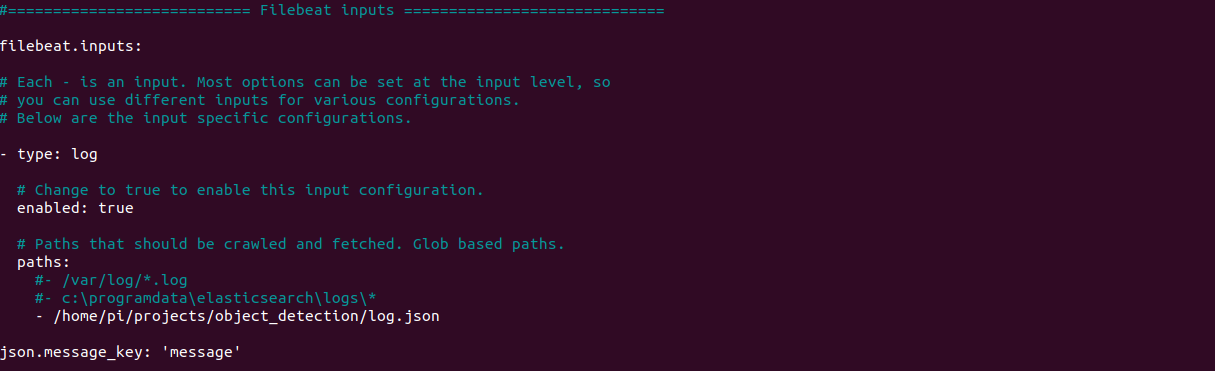 #=========================== Filebeat inputs =============================
filebeat.inputs:
# Each - is an input. Most options can be set at the input level, so
# you can use different inputs for various configurations.
# Below are the input specific configurations.
- type: log
# Change to true to enable this input configuration.
enabled: true
# Paths that should be crawled and fetched. Glob based paths.
paths:
#- /var/log/*.log
#- c:\programdata\elasticsearch\logs\*
- /home/pi/projects/object_detection/log.json
json.message_key: 'message'